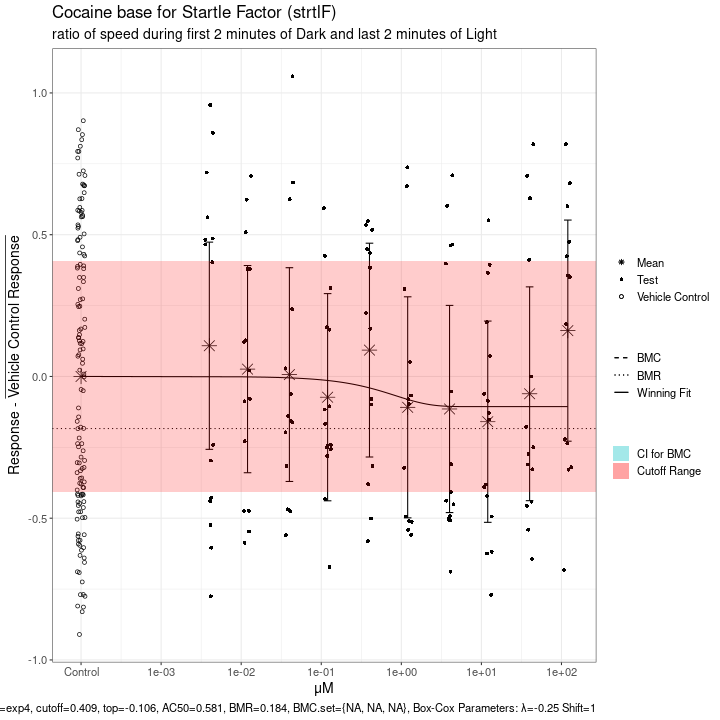 Cocaine base for Startle Factor (strtlF)
ratio of speed during first 2 minutes of Dark and last 2 minutes of Light
Response - Vehicle Control Response
1.0
0.5
0.0
-0.5
-1.0
Control
1e-03
1e-02
1e-01
1e+00
1e+01
1e+02
μM
Mean
Test
Vehicle Control
BMC
BMR
Winning Fit
CI for BMC
Cutoff Range
=exp4, cutoff=0.409, top=-0.106, AC50=0.581, BMR=0.184, BMC.set={NA, NA, NA}, Box-Cox Parameters: λ=-0.25 Shift=1